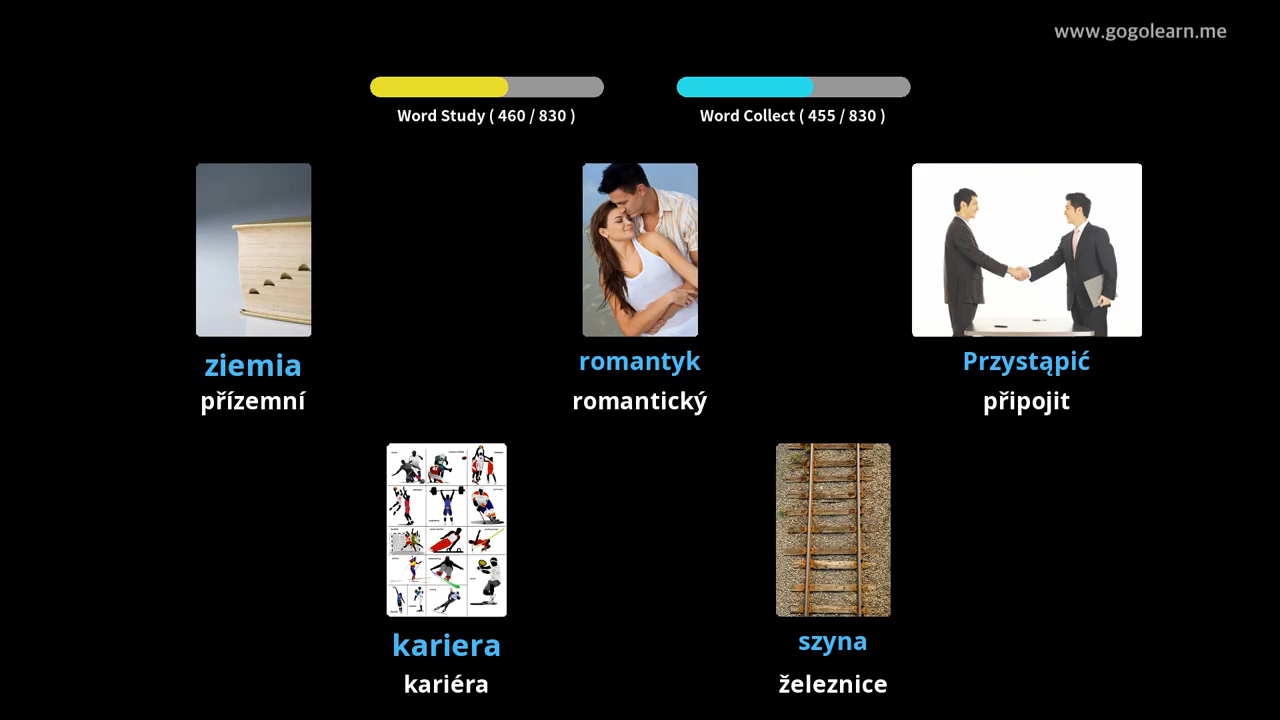 www.gogolearn.me
Word Study ( 460 / 830 )
Word Collect ( 455 / 830 )
ziemia
přízemní
romantyk
romantický
Przystąpić
připojit
kariera
kariéra
szyna
železnice